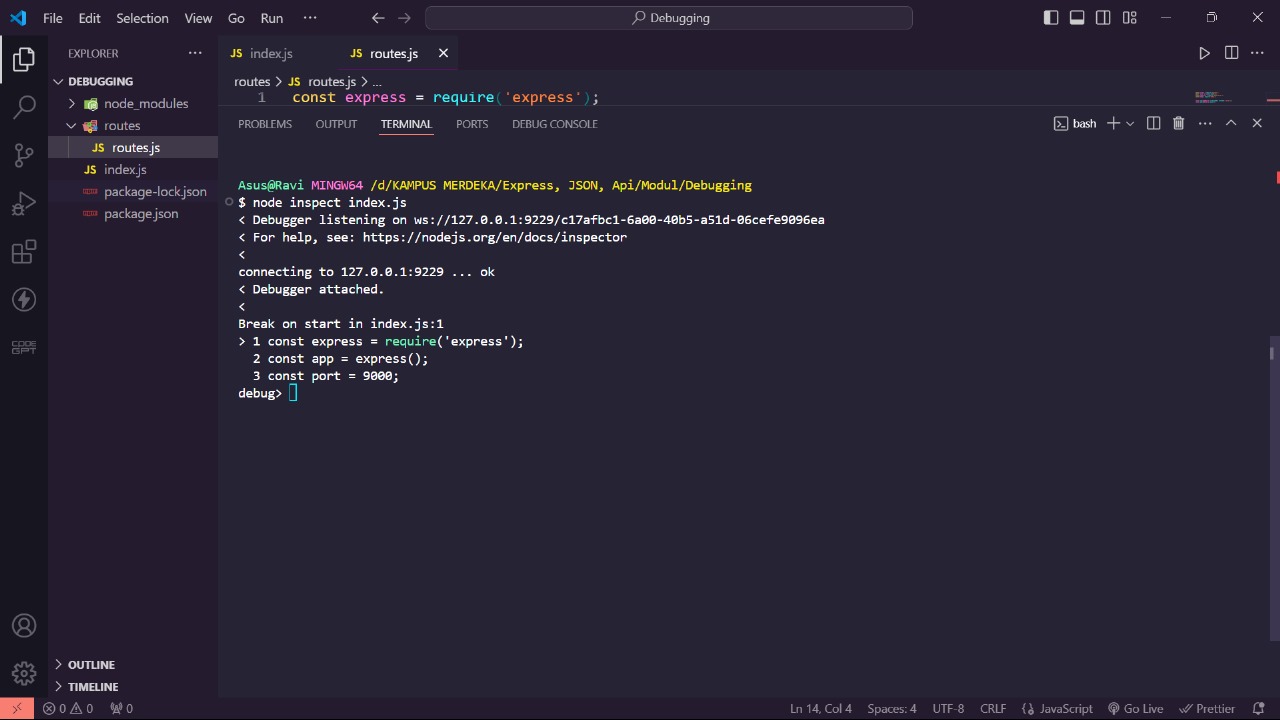 File Edit Selection View Go Run ···
Debugging
EXPLORER ···
DEBUGGING
node_modules
routes
JS routes.js
JS index.js
package-lock.json
package.json
OUTLINE
TIMELINE
CODE
GPT
JS index.js JS routes.js
routes > JS routes.js > ...
1 const express = require('express');
PROBLEMS OUTPUT TERMINAL PORTS DEBUG CONSOLE
bash
Asus@Ravi MINGW64 /d/KAMPUS MERDEKA/Express, JSON, Api/Modul/Debugging
$ node inspect index.js
< Debugger listening on ws://127.0.0.1:9229/c17afbc1-6a00-40b5-a51d-06cefe9096ea
< For help, see: https://nodejs.org/en/docs/inspector
<
connecting to 127.0.0.1:9229 ... ok
< Debugger attached.
<
Break on start in index.js:1
> 1 const express = require('express');
2 const app = express();
3 const port = 9000;
debug>
0 0 0 Ln 14, Col 4 Spaces: 4 UTF-8 CRLF JavaScript Go Live Prettier